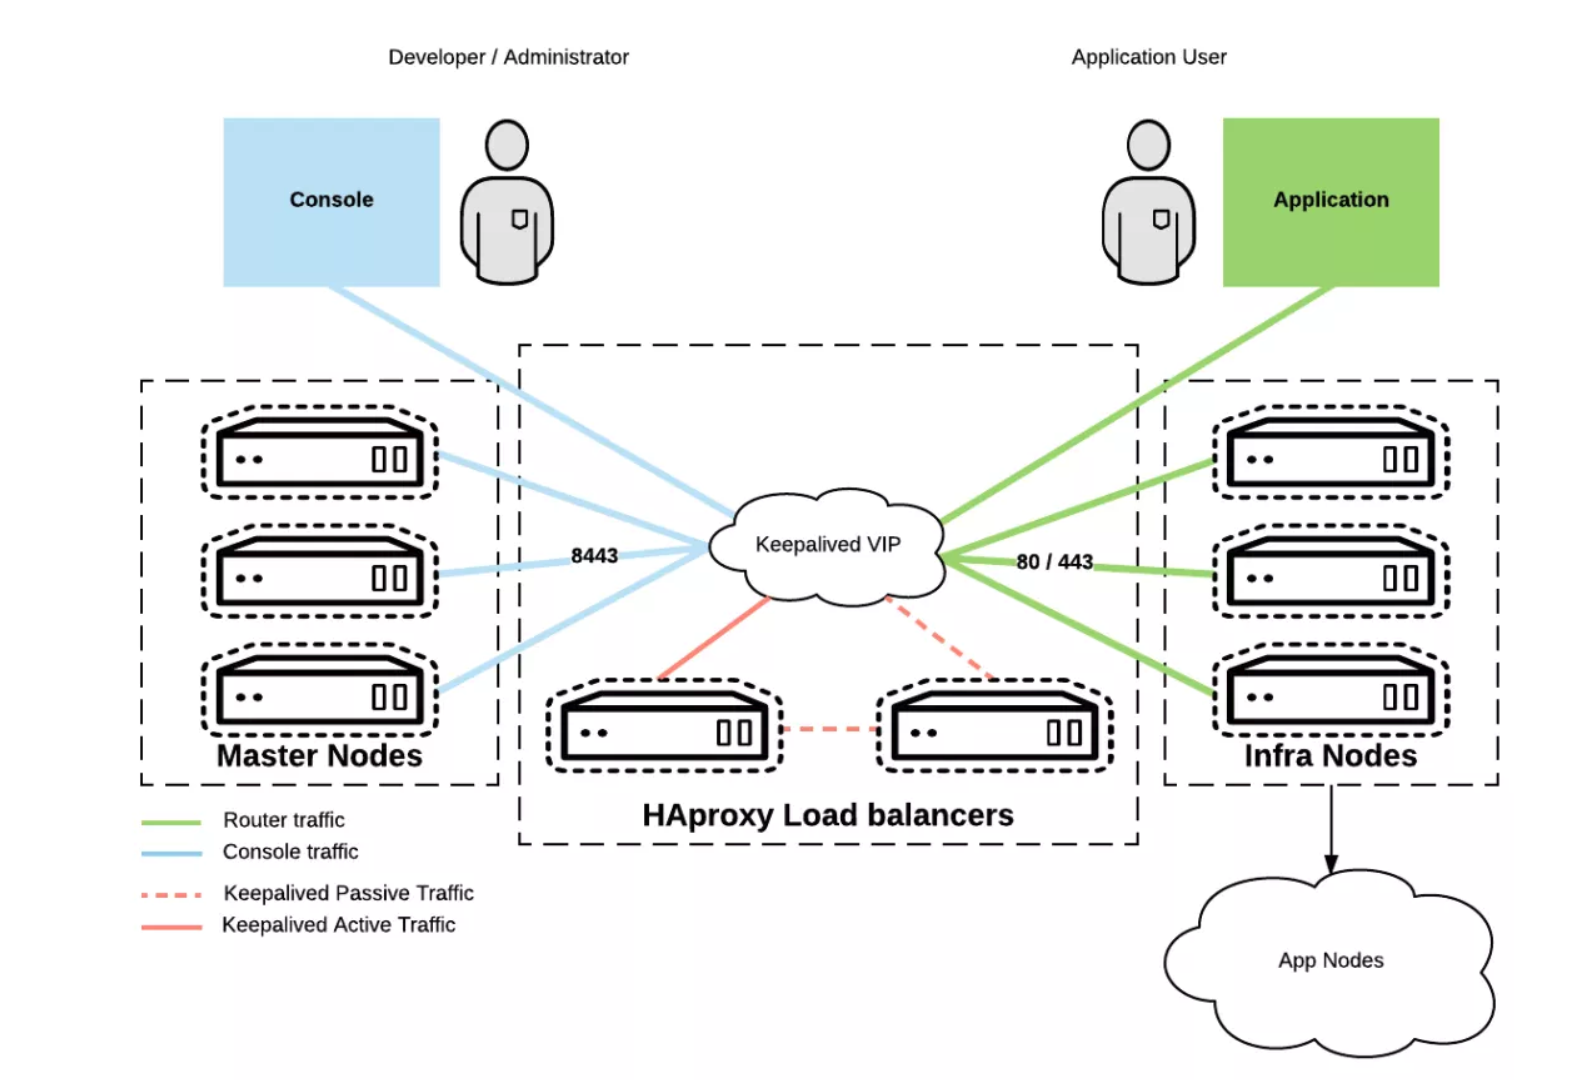 Developer / Administrator
Application User
Console
Application
Keepalived VIP
8443
80 / 443
Master Nodes
Infra Nodes
HAproxy Load balancers
Router traffic
Console traffic
Keepalived Passive Traffic
Keepalived Active Traffic
App Nodes